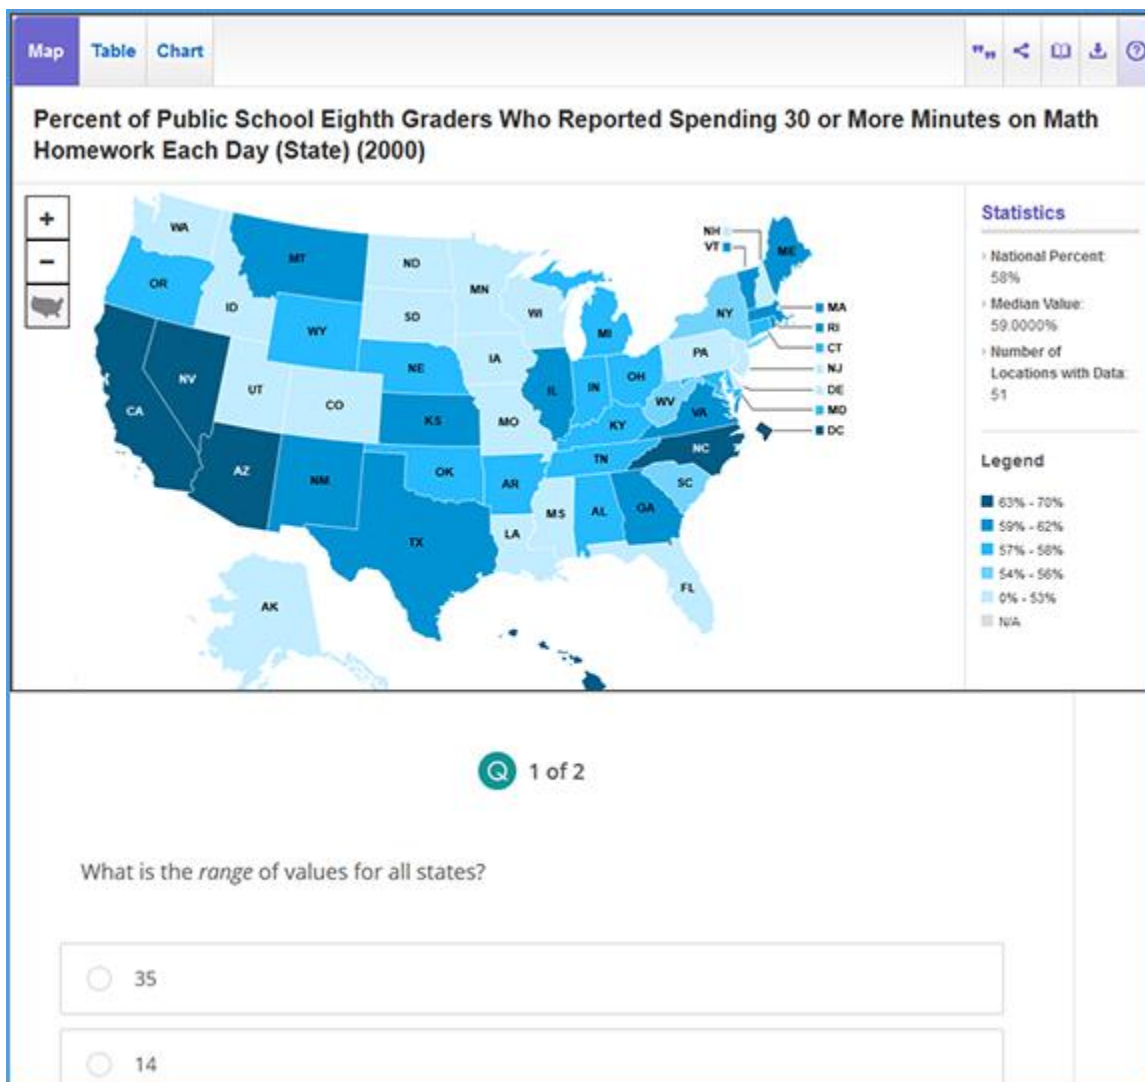 Map Table Chart
Percent of Public School Eighth Graders Who Reported Spending 30 or More Minutes on Math
Homework Each Day (State) (2000)
+
−
WA
MT
ND
MN
OR
ID
SD
WI
WY
MI
NY
ME
NH
VT
MA
RI
CT
NJ
DE
MD
DC
IA
NE
PA
NV
UT
CO
IL
IN
OH
WV
VA
CA
KS
MO
KY
NC
AZ
NM
OK
AR
TN
SC
TX
LA
MS
AL
GA
FL
AK
Statistics
National Percent:
58%
Median Value:
59.0000%
Number of
Locations with Data:
51
Legend
63% - 70%
59% - 62%
57% - 58%
54% - 56%
0% - 53%
N/A
Q 1 of 2
What is the range of values for all states?
35
14